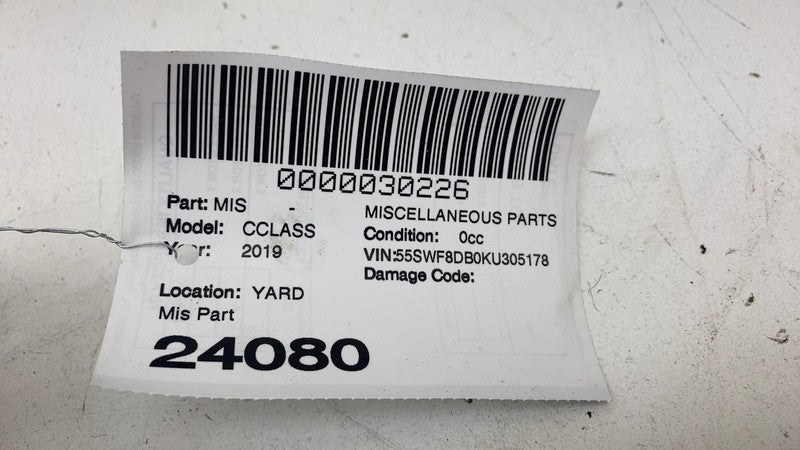 0000030226
Part: MIS - MISCELLANEOUS PARTS
Model: CCLASS Condition: 0cc
Year: 2019 VIN:55SWF8DB0KU305178
Damage Code:
Location: YARD
Mis Part
24080